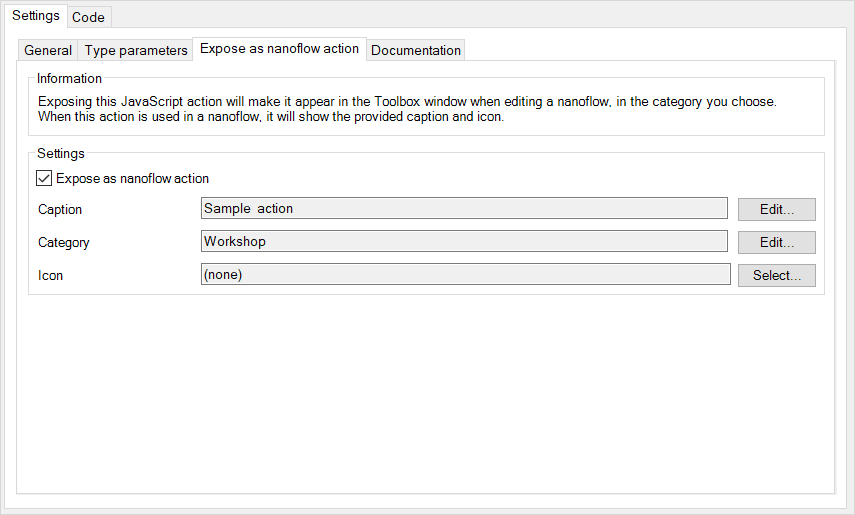 Settings Code
General Type parameters Expose as nanoflow action Documentation
Information
Exposing this JavaScript action will make it appear in the Toolbox window when editing a nanoflow, in the category you choose.
When this action is used in a nanoflow, it will show the provided caption and icon.
Settings
Expose as nanoflow action
Caption Sample action Edit...
Category Workshop Edit...
Icon (none) Select...